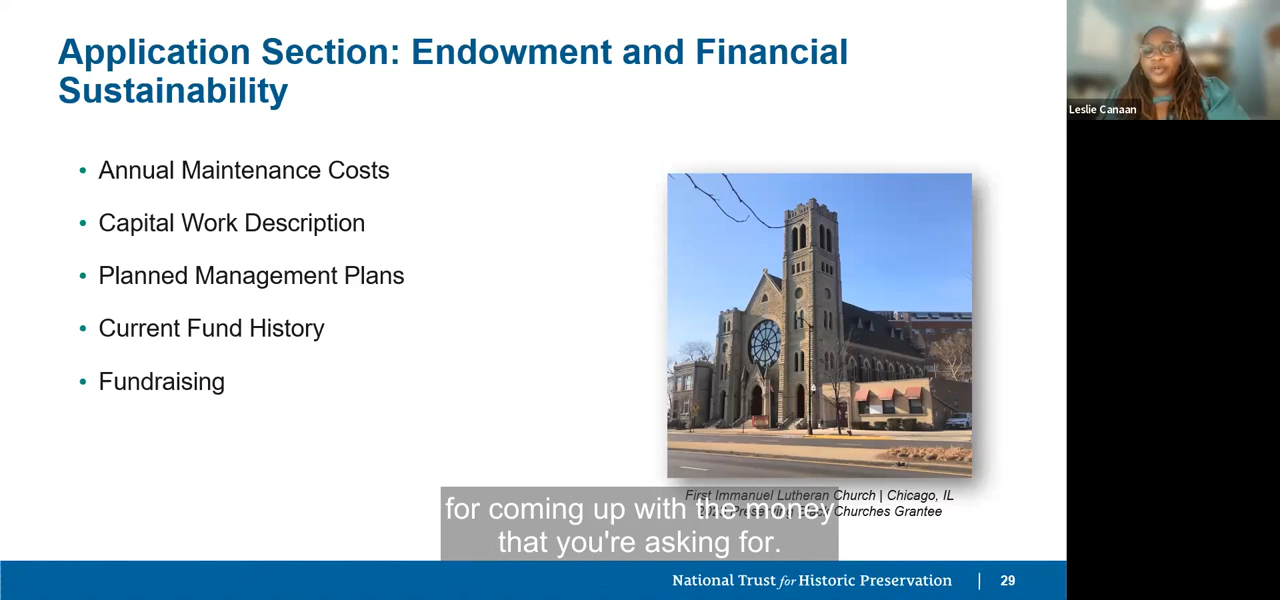 Application Section: Endowment and Financial
Sustainability
Leslie Canaan
• Annual Maintenance Costs
• Capital Work Description
• Planned Management Plans
• Current Fund History
• Fundraising
First Immanuel Lutheran Church | Chicago, IL
Preserving Black Churches Grantee
for coming up with the money
that you're asking for.
National Trust for Historic Preservation | 29